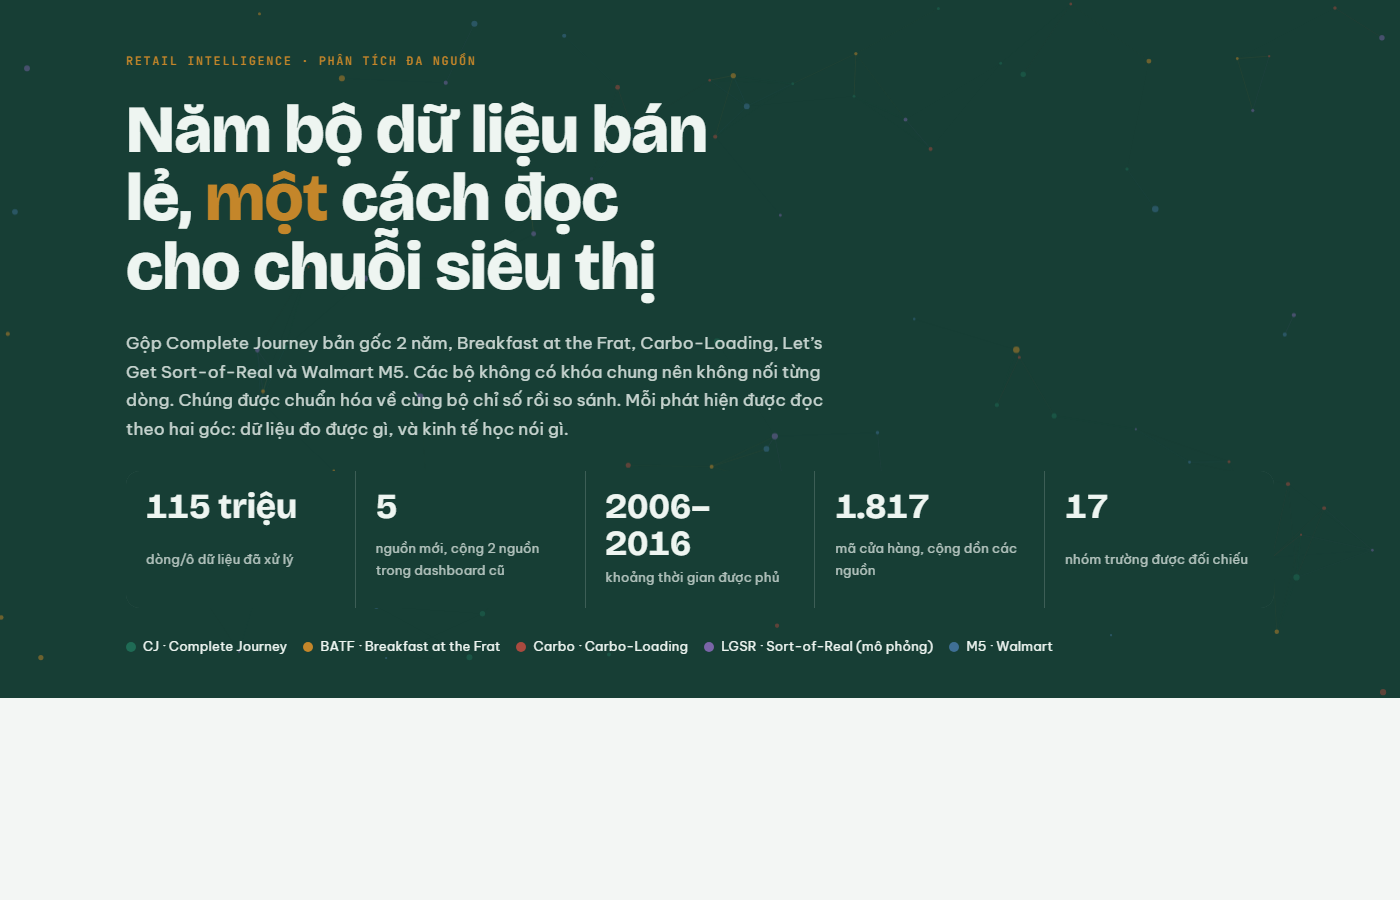 RETAIL INTELLIGENCE · PHÂN TÍCH ĐA NGUỒN
Năm bộ dữ liệu bán
lẻ, một cách đọc
cho chuỗi siêu thị
Gộp Complete Journey bản gốc 2 năm, Breakfast at the Frat, Carbo-Loading, Let's
Get Sort-of-Real và Walmart M5. Các bộ không có khóa chung nên không nối từng
dòng. Chúng được chuẩn hóa về cùng bộ chỉ số rồi so sánh. Mỗi phát hiện được đọc
theo hai góc: dữ liệu đo được gì, và kinh tế học nói gì.
115 triệu
dòng/ô dữ liệu đã xử lý
5
nguồn mới, cộng 2 nguồn
trong dashboard cũ
2006–
2016
khoảng thời gian được phủ
1.817
mã cửa hàng, cộng dồn các
nguồn
17
nhóm trường được đối chiếu
CJ · Complete Journey
BATF · Breakfast at the Frat
Carbo · Carbo-Loading
LGSR · Sort-of-Real (mô phỏng)
M5 · Walmart